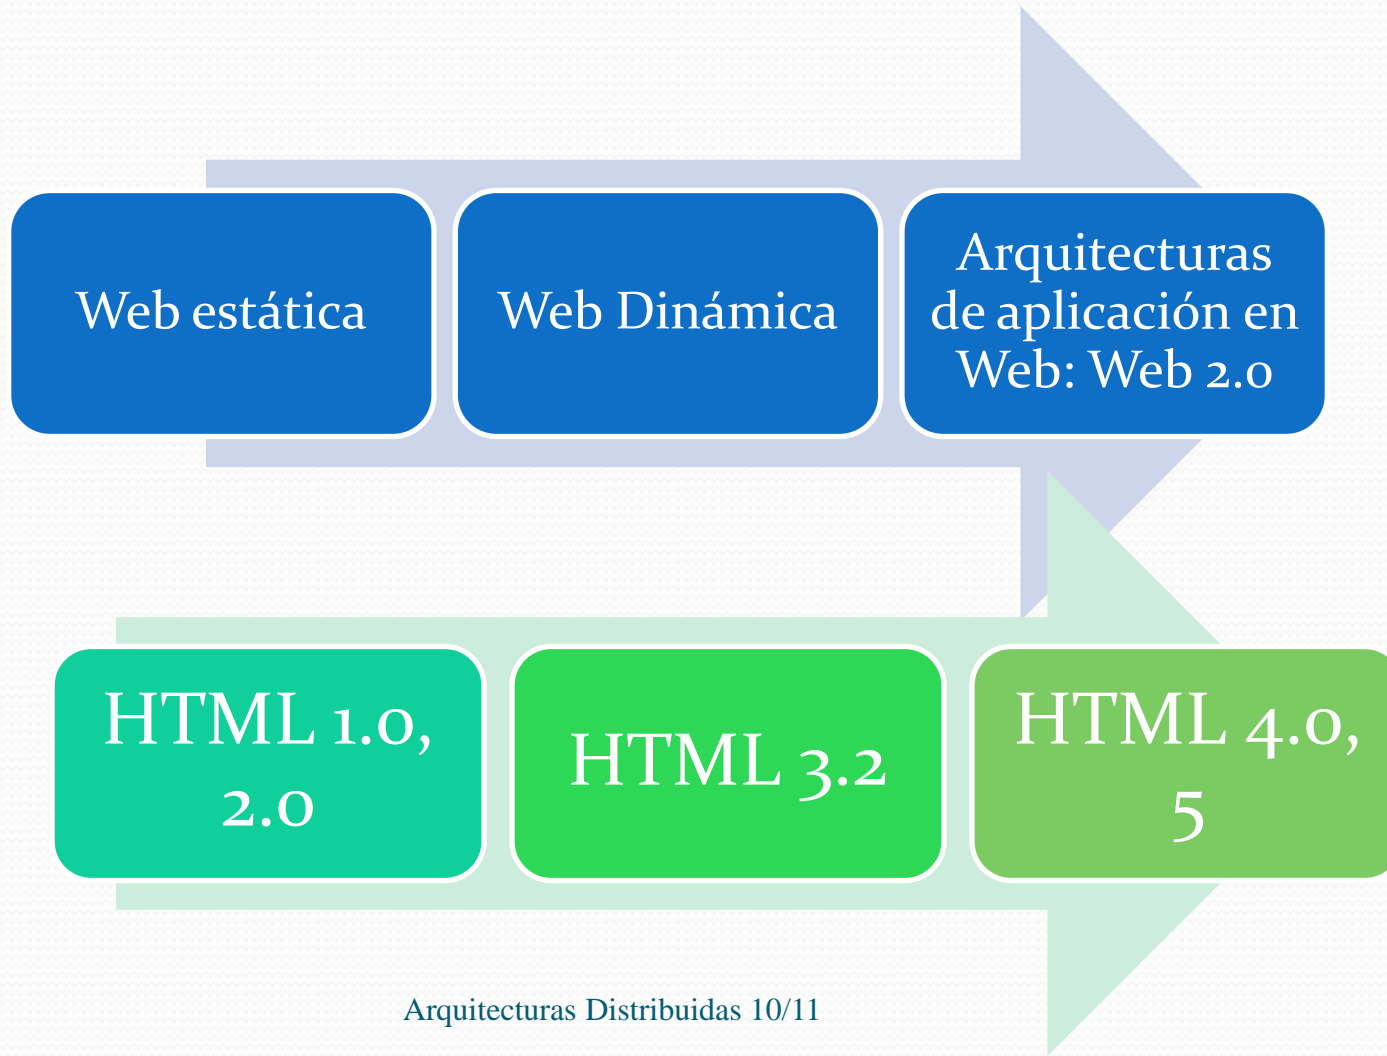 Web estática
Web Dinámica
Arquitecturas
de aplicación en
Web: Web 2.0
HTML 1.0,
2.0
HTML 3.2
HTML 4.0,
5
Arquitecturas Distribuidas 10/11